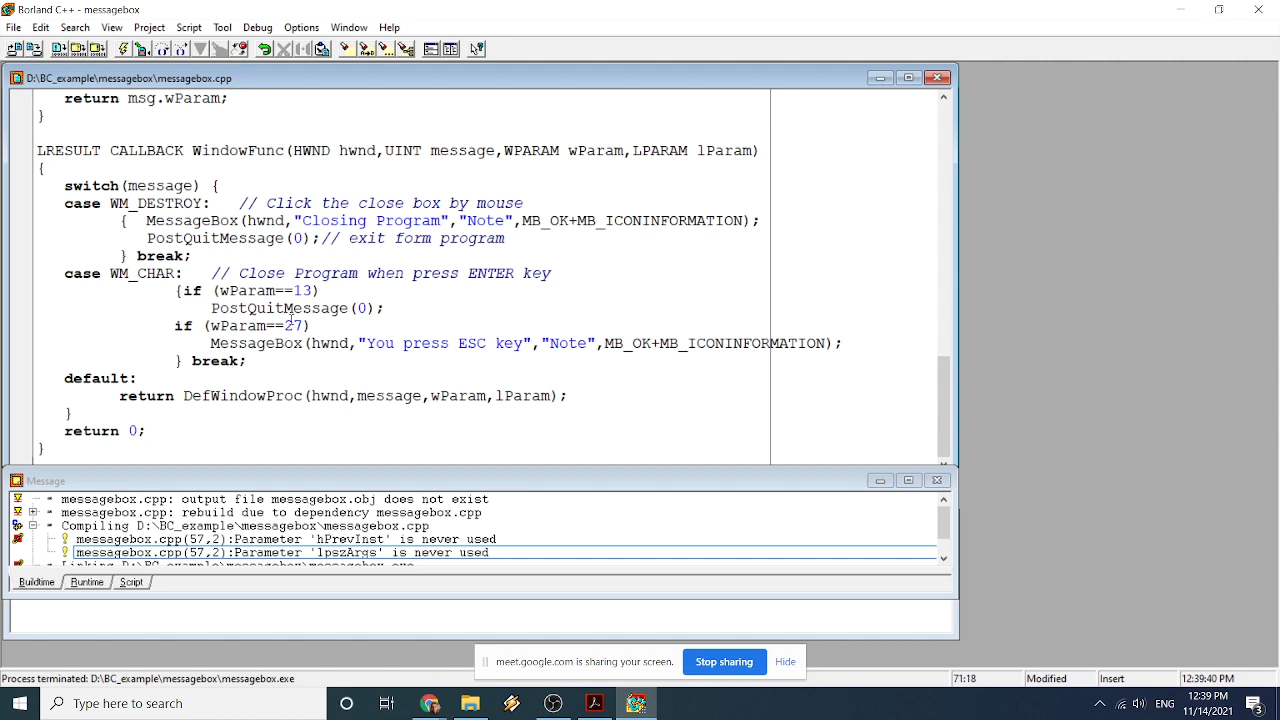 Borland C++ - messagebox
File Edit Search View Project Script Tool Debug Options Window Help
D:\BC_example\messagebox\messagebox.cpp
return msg.wParam;
}
LRESULT CALLBACK WindowFunc(HWND hwnd,UINT message,WPARAM wParam,LPARAM lParam)
{
switch(message) {
case WM_DESTROY: // Click the close box by mouse
{ MessageBox(hwnd,"Closing Program","Note",MB_OK+MB_ICONINFORMATION);
PostQuitMessage(0);// exit form program
} break;
case WM_CHAR: // Close Program when press ENTER key
{if (wParam==13)
PostQuitMessage(0);
if (wParam==27)
MessageBox(hwnd,"You press ESC key","Note",MB_OK+MB_ICONINFORMATION);
} break;
default:
return DefWindowProc(hwnd,message,wParam,lParam);
}
return 0;
}
Message
messagebox.cpp: output file messagebox.obj does not exist
messagebox.cpp: rebuild due to dependency messagebox.cpp
Compiling D:\BC_example\messagebox\messagebox.cpp
messagebox.cpp(57,2):Parameter 'hPrevInst' is never used
messagebox.cpp(57,2):Parameter 'lpszArgs' is never used
Linking D:\BC_example\messagebox\messagebox.exe
Buildtime Runtime Script
meet.google.com is sharing your screen. Stop sharing Hide
Process terminated: D:\BC_example\messagebox\messagebox.exe 71:18 Modified Insert 12:39:40 PM
Type here to search ENG 12:39 PM
11/14/2021 3